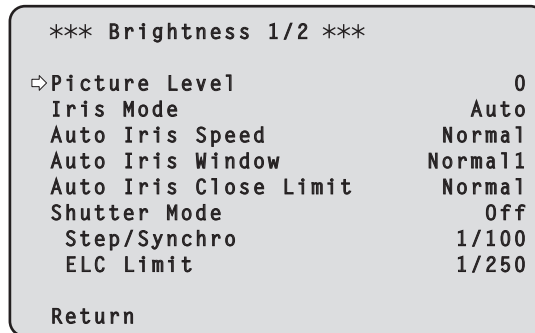 *** Brightness 1/2 ***
⇨Picture Level 0
Iris Mode Auto
Auto Iris Speed Normal
Auto Iris Window Normal1
Auto Iris Close Limit Normal
Shutter Mode Off
Step/Synchro 1/100
ELC Limit 1/250
Return